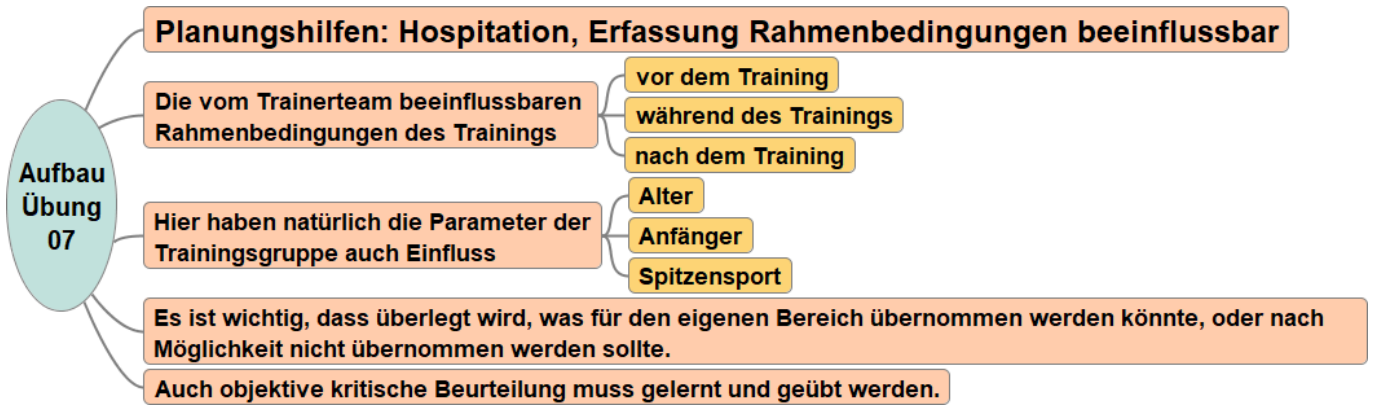 Planungshilfen: Hospitation, Erfassung Rahmenbedingungen beeinflussbar
Die vom Trainerteam beeinflussbaren
Rahmenbedingungen des Trainings
vor dem Training
während des Trainings
nach dem Training
Aufbau
Übung
07
Hier haben natürlich die Parameter der
Trainingsgruppe auch Einfluss
Alter
Anfänger
Spitzensport
Es ist wichtig, dass überlegt wird, was für den eigenen Bereich übernommen werden könnte, oder nach
Möglichkeit nicht übernommen werden sollte.
Auch objektive kritische Beurteilung muss gelernt und geübt werden.